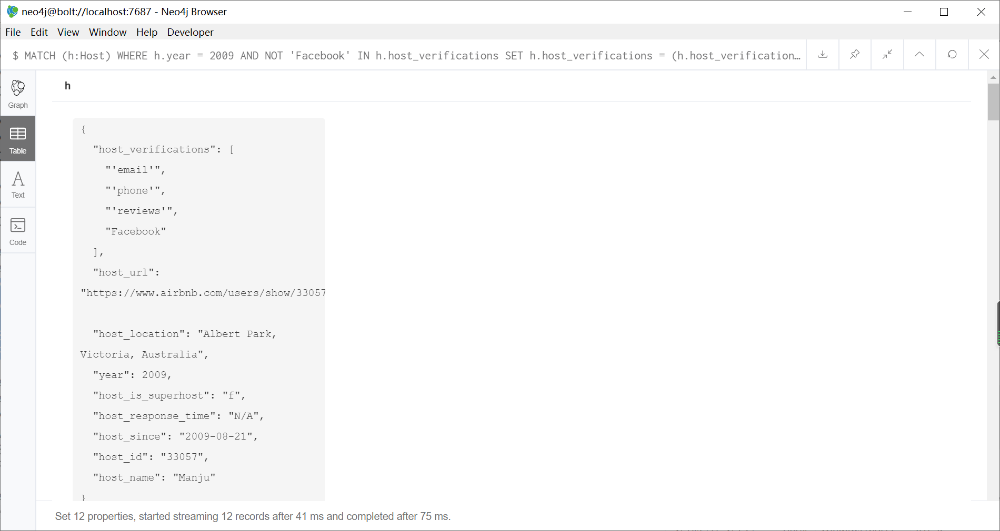 neo4j@bolt://localhost:7687 - Neo4j Browser
File Edit View Window Help Developer
$ MATCH (h:Host) WHERE h.year = 2009 AND NOT 'Facebook' IN h.host_verifications SET h.host_verifications = (h.host_verification…
Graph
Table
Text
Code
h
{
"host_verifications": [
"'email'",
"'phone'",
"'reviews'",
"Facebook"
],
"host_url":
"https://www.airbnb.com/users/show/33057
"host_location": "Albert Park,
Victoria, Australia",
"year": 2009,
"host_is_superhost": "f",
"host_response_time": "N/A",
"host_since": "2009-08-21",
"host_id": "33057",
"host_name": "Manju"
}
Set 12 properties, started streaming 12 records after 41 ms and completed after 75 ms.